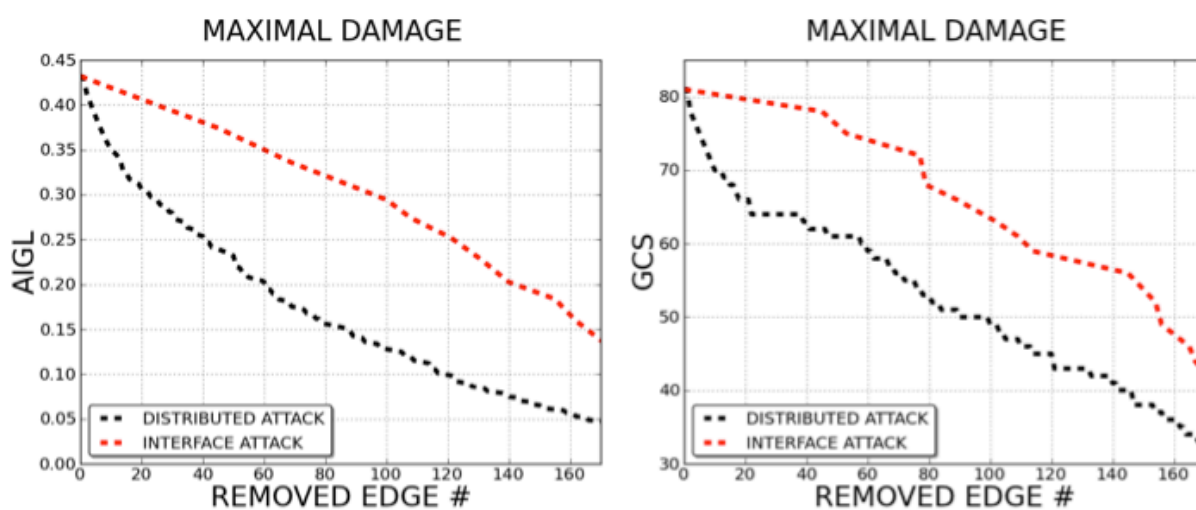 MAXIMAL DAMAGE
0.45
0.40
0.35
0.30
0.25
0.20
0.15
0.10
0.05
0.00
AIGL
DISTRIBUTED ATTACK
INTERFACE ATTACK
0 20 40 60 80 100 120 140 160
REMOVED EDGE #
MAXIMAL DAMAGE
80
70
60
50
40
30
GCS
DISTRIBUTED ATTACK
INTERFACE ATTACK
0 20 40 60 80 100 120 140 160
REMOVED EDGE #